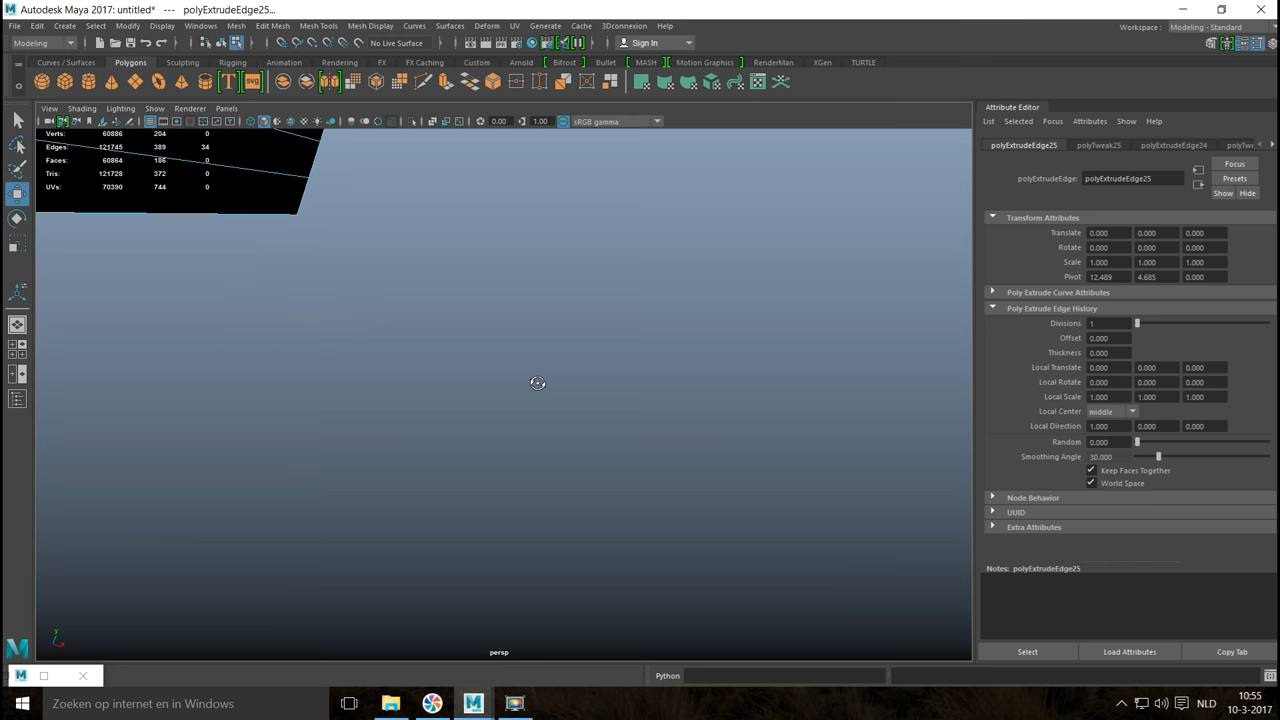 Autodesk Maya 2017: untitled* --- polyExtrudeEdge25...
File Edit Create Select Modify Display Windows Mesh Edit Mesh Mesh Tools Mesh Display Curves Surfaces Deform UV Generate Cache 3Dconnexion Help
Workspace : Modeling - Standard
Modeling
No Live Surface
Sign In
Curves / Surfaces Polygons Sculpting Rigging Animation Rendering FX FX Caching Custom Arnold Bifrost Bullet MASH Motion Graphics RenderMan XGen TURTLE
T SVG
View Shading Lighting Show Renderer Panels
0.00 1.00 sRGB gamma
Verts: 60886 204 0
Edges: 121745 389 34
Faces: 60864 186 0
Tris: 121728 372 0
UVs: 70390 744 0
y
persp
Attribute Editor
List Selected Focus Attributes Show Help
polyExtrudeEdge25 polyTweak25 polyExtrudeEdge24 polyTw
polyExtrudeEdge: polyExtrudeEdge25
Focus
Presets
Show Hide
Transform Attributes
Translate 0.000 0.000 0.000
Rotate 0.000 0.000 0.000
Scale 1.000 1.000 1.000
Pivot 12.489 4.685 0.000
Poly Extrude Curve Attributes
Poly Extrude Edge History
Divisions 1
Offset 0.000
Thickness 0.000
Local Translate 0.000 0.000 0.000
Local Rotate 0.000 0.000 0.000
Local Scale 1.000 1.000 1.000
Local Center middle
Local Direction 1.000 0.000 0.000
Random 0.000
Smoothing Angle 30.000
Keep Faces Together
World Space
Node Behavior
UUID
Extra Attributes
Notes: polyExtrudeEdge25
Select Load Attributes Copy Tab
Python
Zoeken op internet en in Windows
NLD
10:55
10-3-2017